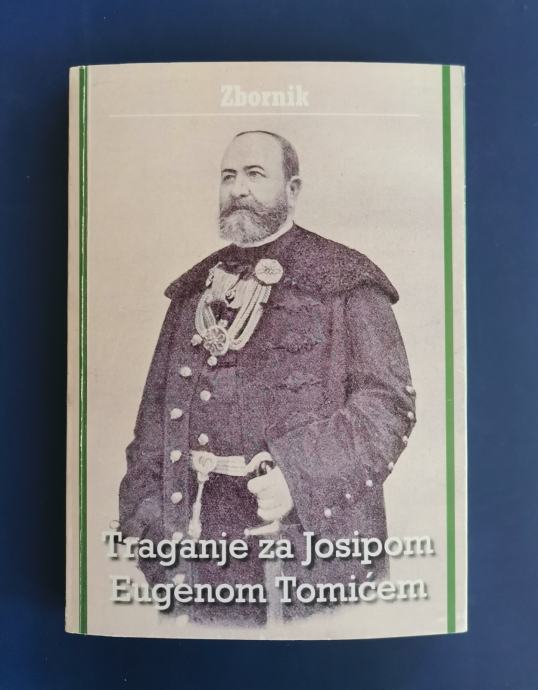 Zbornik
Traganje za Josipom
Eugenom Tomićem